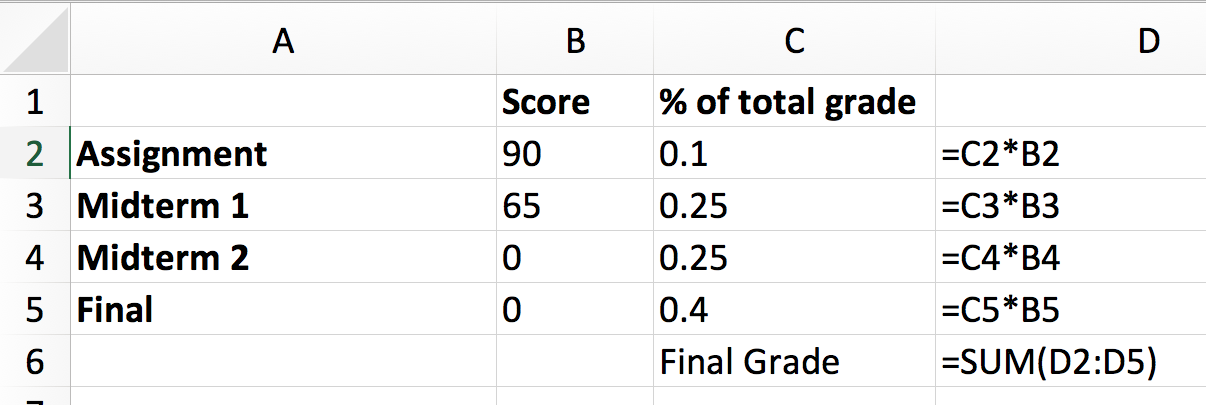 A B C D
1 Score % of total grade
2 Assignment 90 0.1 =C2*B2
3 Midterm 1 65 0.25 =C3*B3
4 Midterm 2 0 0.25 =C4*B4
5 Final 0 0.4 =C5*B5
6 Final Grade =SUM(D2:D5)